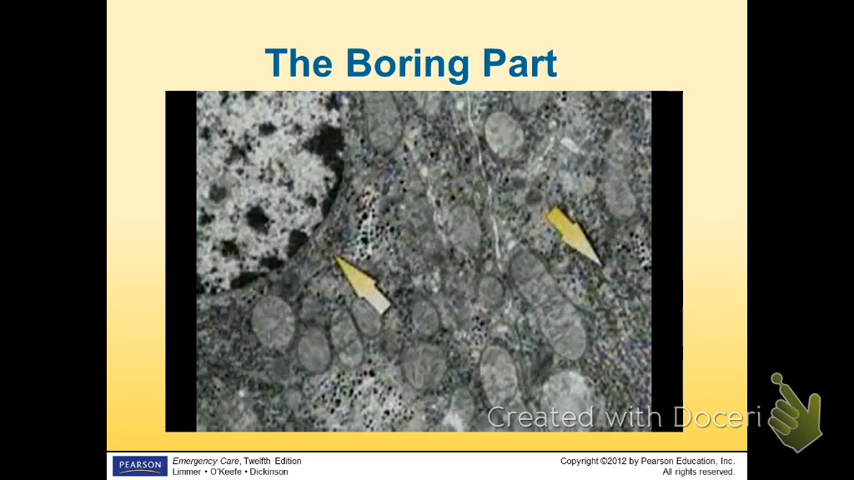 The Boring Part
Created with Doceri
PEARSON
Emergency Care, Twelfth Edition
Limmer • O'Keefe • Dickinson
Copyright ©2012 by Pearson Education, Inc.
All rights reserved.